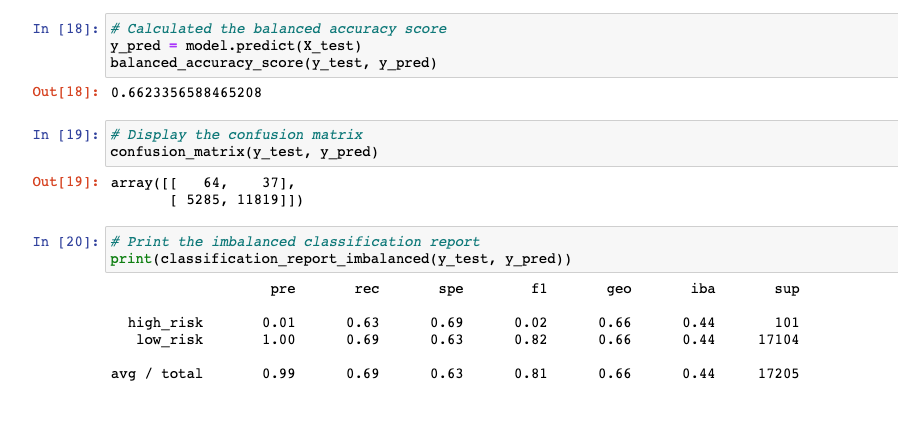 In [18]: # Calculated the balanced accuracy score
y_pred = model.predict(X_test)
balanced_accuracy_score(y_test, y_pred)
Out[18]: 0.6623356588465208
In [19]: # Display the confusion matrix
confusion_matrix(y_test, y_pred)
Out[19]: array([[   64,    37],
       [ 5285, 11819]])
In [20]: # Print the imbalanced classification report
print(classification_report_imbalanced(y_test, y_pred))
pre rec spe f1 geo iba sup
high_risk 0.01 0.63 0.69 0.02 0.66 0.44 101
low_risk 1.00 0.69 0.63 0.82 0.66 0.44 17104
avg / total 0.99 0.69 0.63 0.81 0.66 0.44 17205